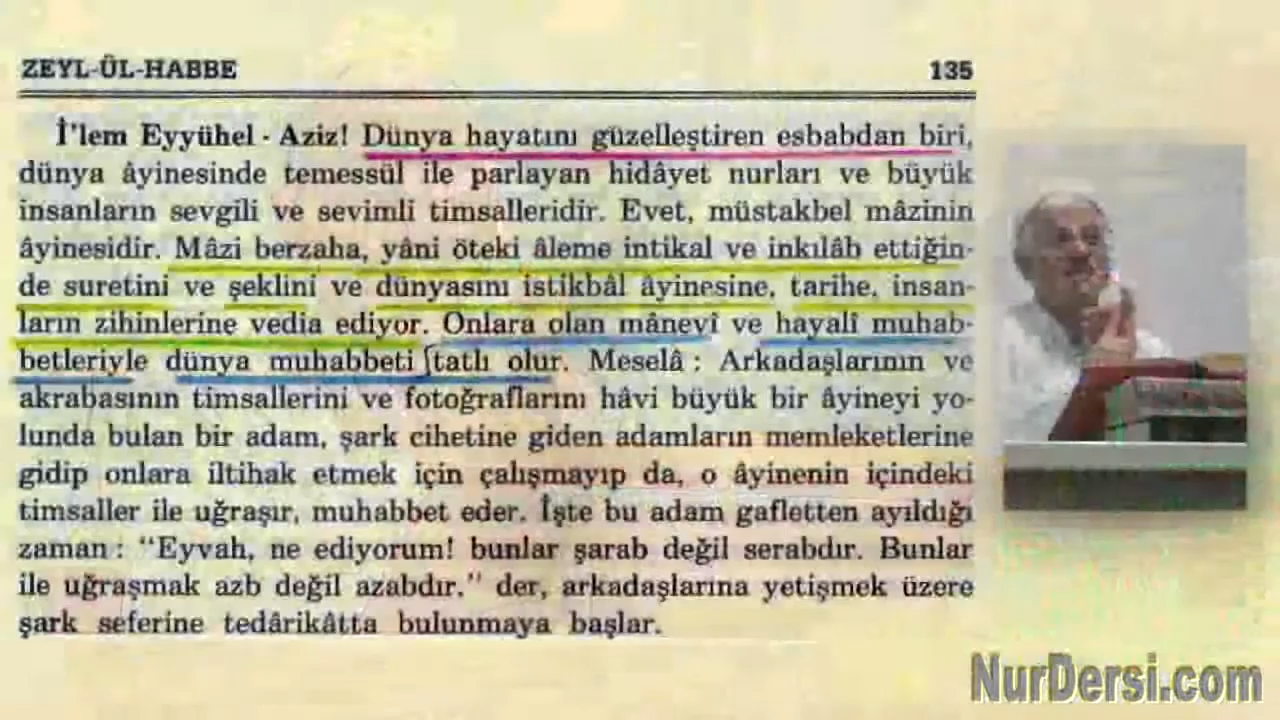 ZEYL-ÜL-HABBE 135
İ'lem Eyyühel - Aziz! Dünya hayatını güzelleştiren esbabdan biri,
dünya âyinesinde temessül ile parlayan hidâyet nurları ve büyük
insanların sevgili ve sevimli timsalleridir. Evet, müstakbel mâzinin
âyinesidir. Mâzi berzaha, yâni öteki âleme intikal ve inkılâb ettiğin-
de suretini ve şeklini ve dünyasını istikbâl âyinesine, tarihe, insan-
ların zihinlerine vedia ediyor. Onlara olan mânevî ve hayalî muhab-
betleriyle dünya muhabbeti tatlı olur. Meselâ : Arkadaşlarının ve
akrabasının timsallerini ve fotoğraflarını hâvi büyük bir âyineyi yo-
lunda bulan bir adam, şark cihetine giden adamların memleketlerine
gidip onlara iltihak etmek için çalışmayıp da, o âyinenin içindeki
timsaller ile uğraşır, muhabbet eder. İşte bu adam gafletten ayıldığı
zaman : "Eyvah, ne ediyorum! bunlar şarab değil serabdır. Bunlar
ile uğraşmak azb değil azabdır." der, arkadaşlarına yetişmek üzere
şark seferine tedârikâtta bulunmaya başlar.
NurDersi.com